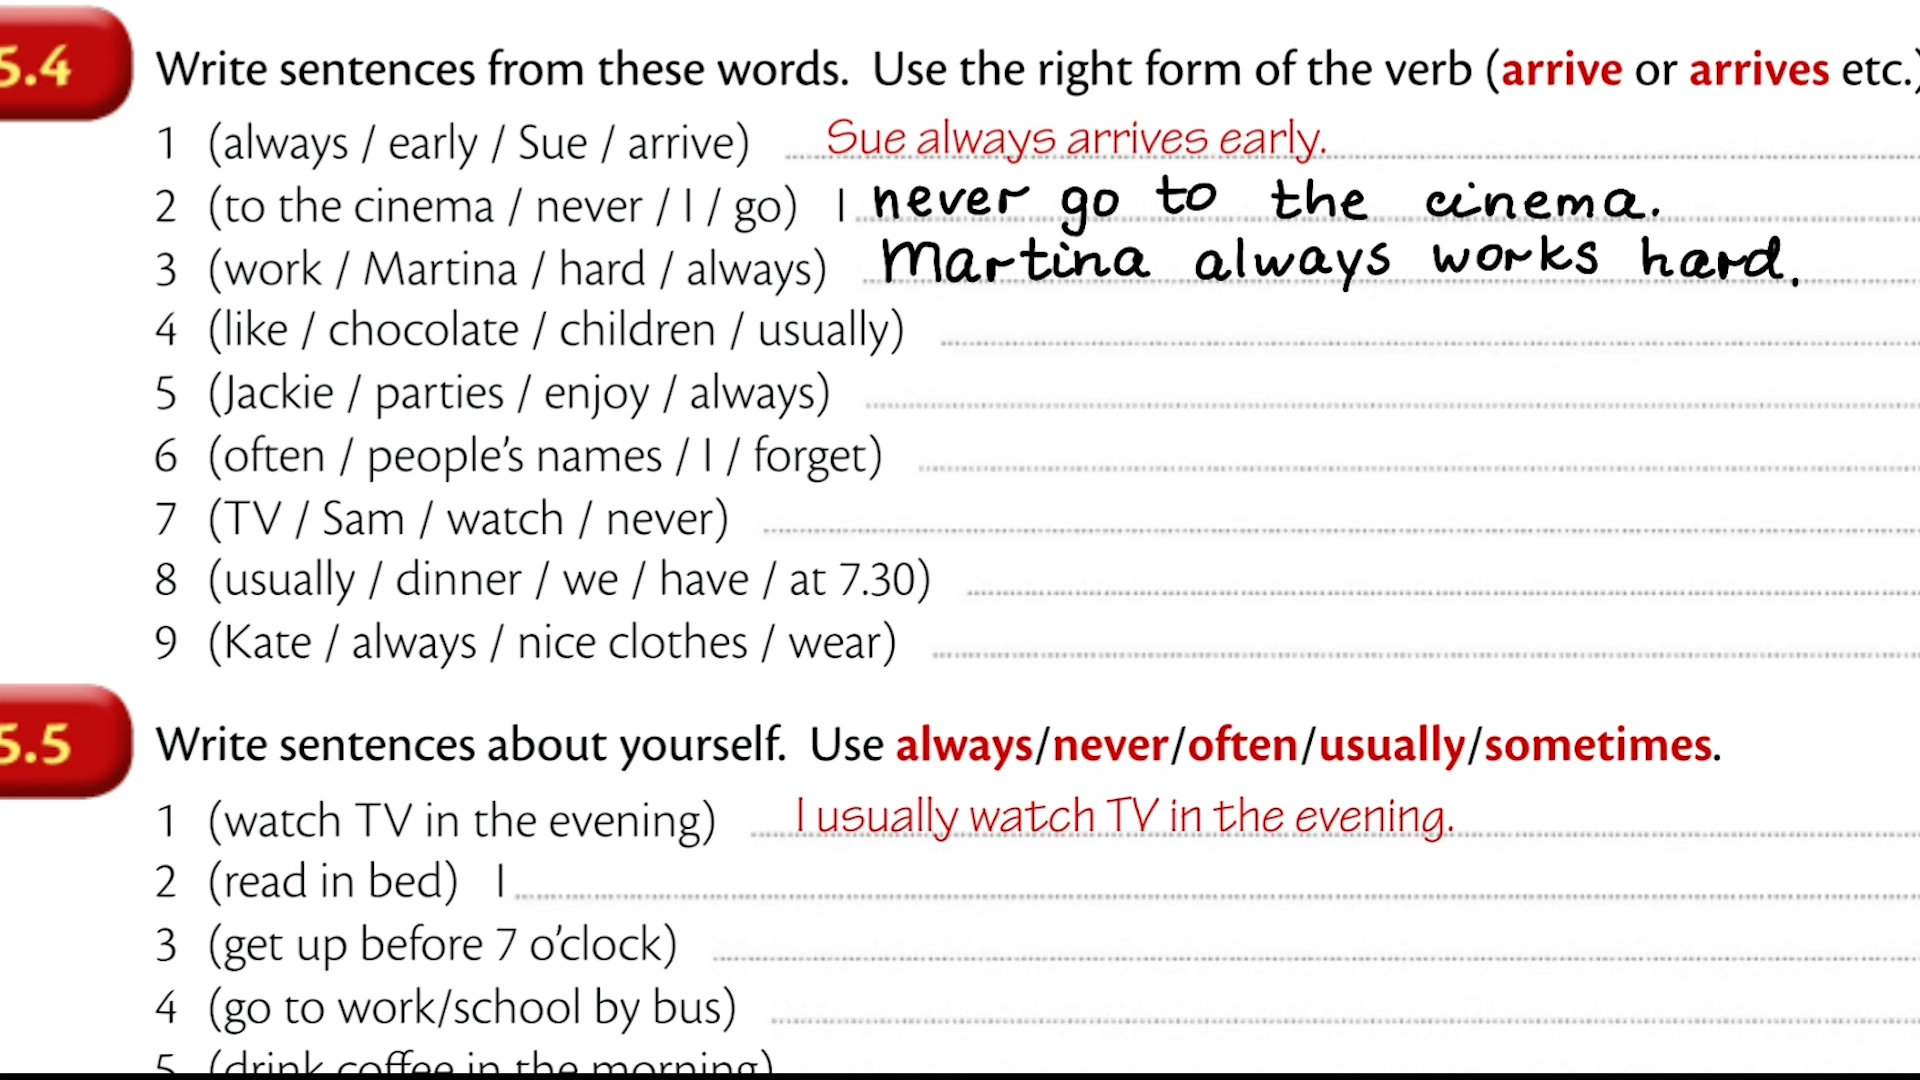 5.4 Write sentences from these words. Use the right form of the verb (arrive or arrives etc.)
1 (always / early / Sue / arrive) Sue always arrives early.
2 (to the cinema / never / I / go) I never go to the cinema.
3 (work / Martina / hard / always) Martina always works hard.
4 (like / chocolate / children / usually)
5 (Jackie / parties / enjoy / always)
6 (often / people's names / I / forget)
7 (TV / Sam / watch / never)
8 (usually / dinner / we / have / at 7.30)
9 (Kate / always / nice clothes / wear)
5.5 Write sentences about yourself. Use always/never/often/usually/sometimes.
1 (watch TV in the evening) I usually watch TV in the evening.
2 (read in bed) I
3 (get up before 7 o'clock)
4 (go to work/school by bus)
5 (drink coffee in the morning)